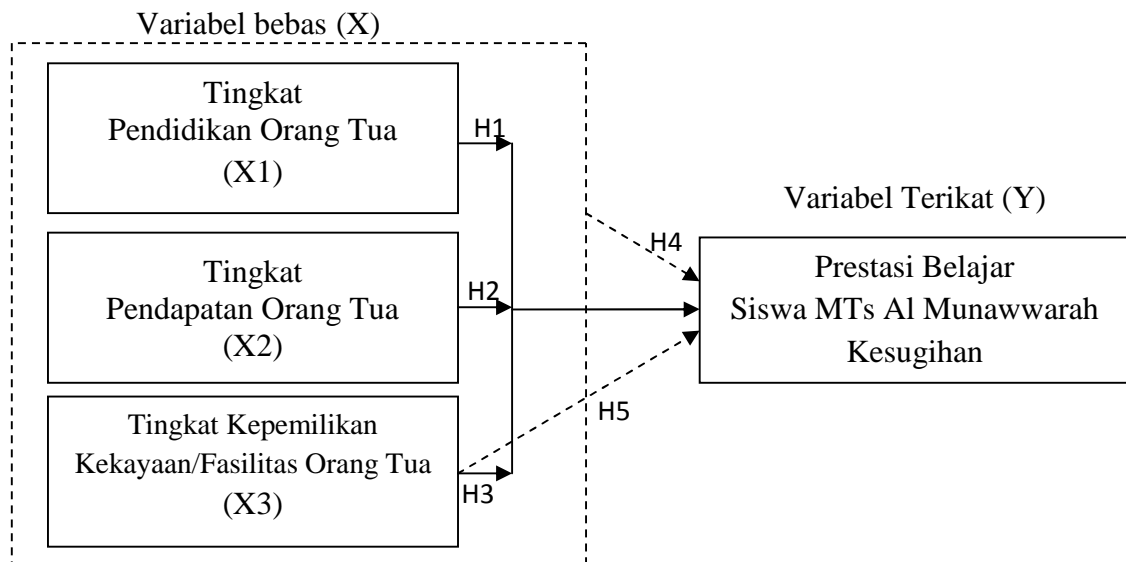 Variabel bebas (X)
Tingkat
Pendidikan Orang Tua
(X1)
H1
Variabel Terikat (Y)
H4
Tingkat
Pendapatan Orang Tua
(X2)
H2
Prestasi Belajar
Siswa MTs Al Munawwarah
Kesugihan
Tingkat Kepemilikan
Kekayaan/Fasilitas Orang Tua
(X3)
H3
H5